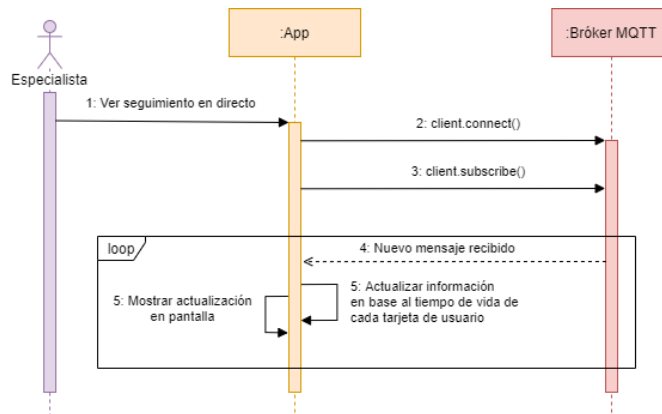 :App
:Bróker MQTT
Especialista
1: Ver seguimiento en directo
2: client.connect()
3: client.subscribe()
loop
4: Nuevo mensaje recibido
5: Mostrar actualización
en pantalla
5: Actualizar información
en base al tiempo de vida de
cada tarjeta de usuario